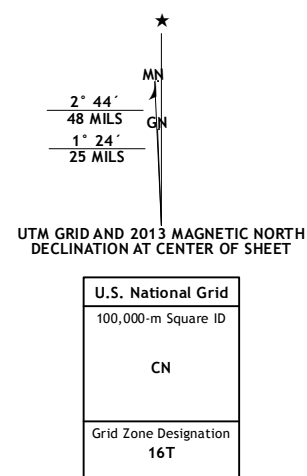 ★
MN
2° 44´
48 MILS
GN
1° 24´
25 MILS
UTM GRID AND 2013 MAGNETIC NORTH
DECLINATION AT CENTER OF SHEET
U.S. National Grid
100,000-m Square ID
CN
Grid Zone Designation
16T